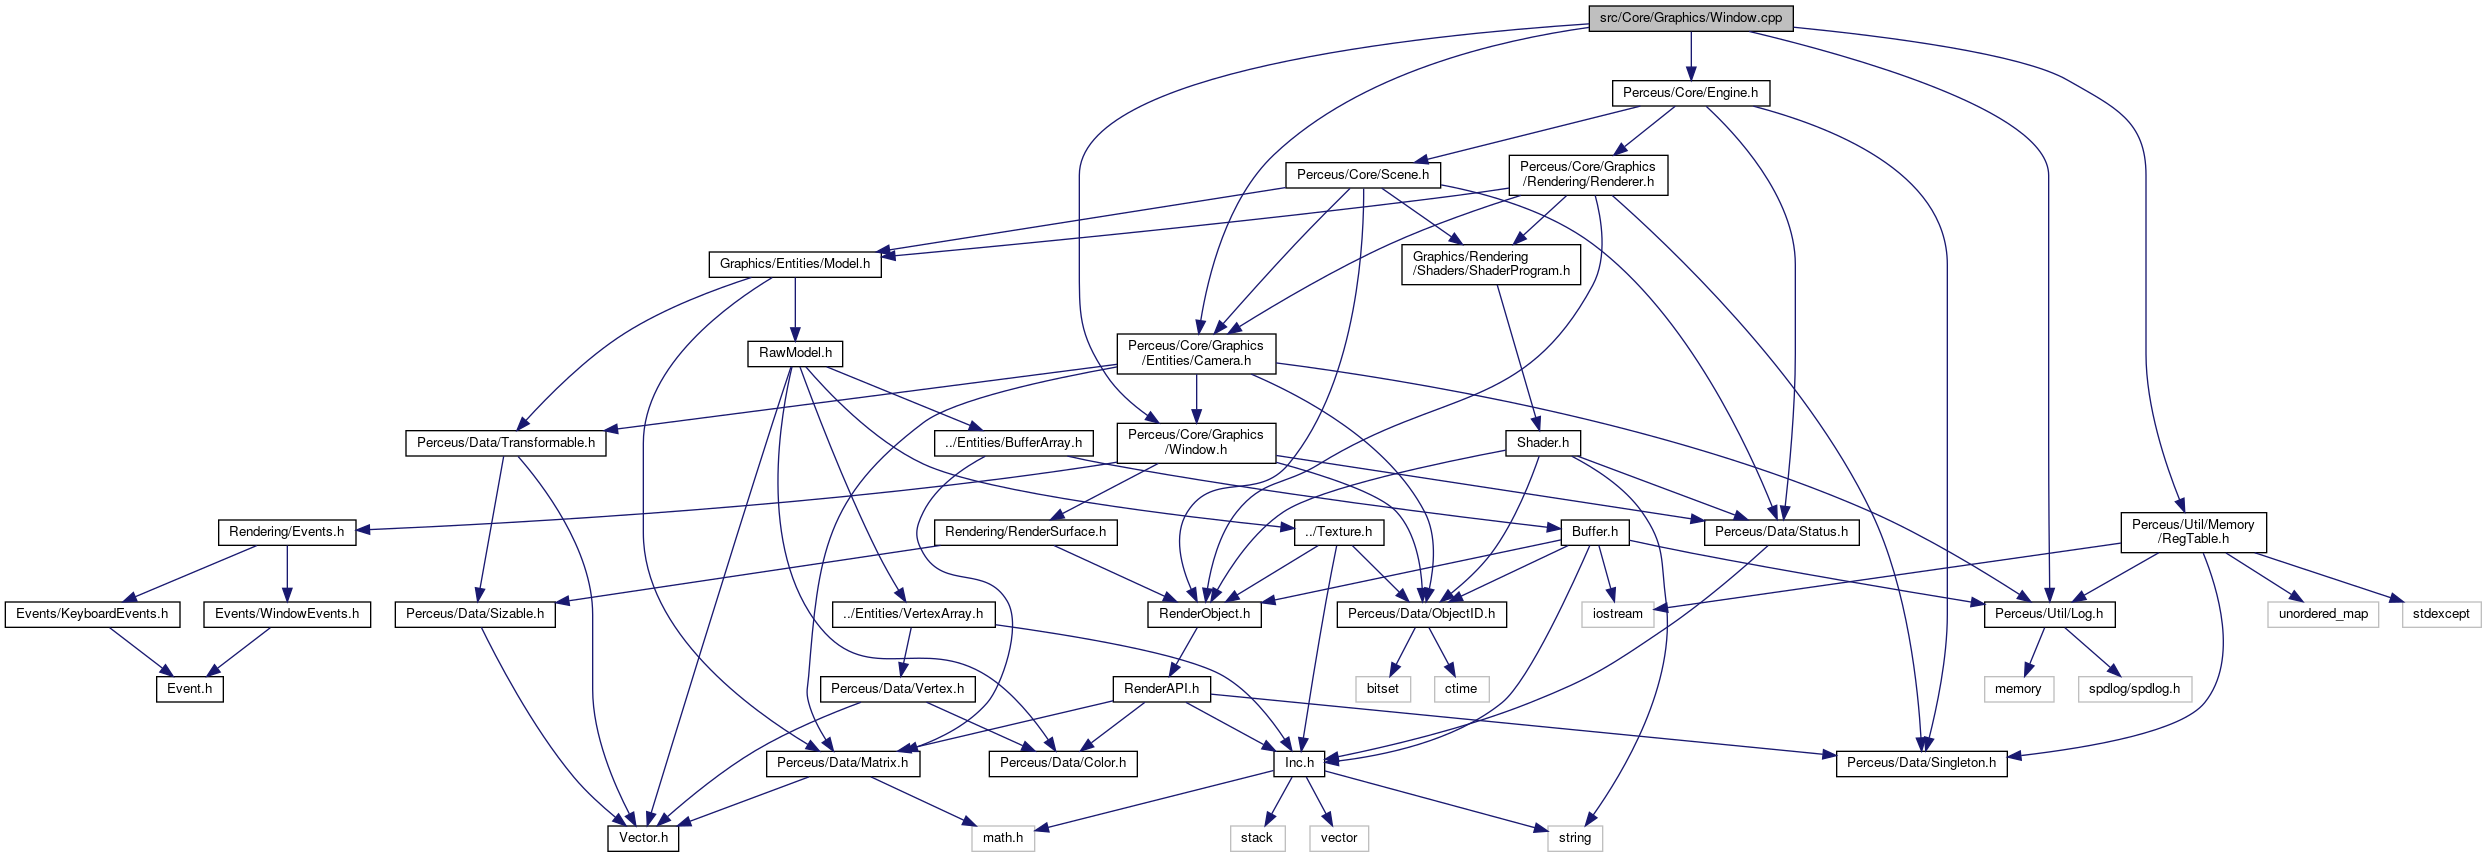 src/Core/Graphics/Window.cpp
Perceus/Core/Engine.h
Perceus/Core/Scene.h
Perceus/Core/Graphics
/Rendering/Renderer.h
Graphics/Entities/Model.h
Graphics/Rendering
/Shaders/ShaderProgram.h
RawModel.h
Perceus/Core/Graphics
/Entities/Camera.h
Perceus/Data/Transformable.h
../Entities/BufferArray.h
Perceus/Core/Graphics
/Window.h
Shader.h
Rendering/Events.h
Rendering/RenderSurface.h
../Texture.h
Buffer.h
Perceus/Data/Status.h
Perceus/Util/Memory
/RegTable.h
Events/KeyboardEvents.h
Events/WindowEvents.h
Perceus/Data/Sizable.h
../Entities/VertexArray.h
RenderObject.h
Perceus/Data/ObjectID.h
iostream
Perceus/Util/Log.h
unordered_map
stdexcept
Event.h
Perceus/Data/Vertex.h
RenderAPI.h
bitset
ctime
memory
spdlog/spdlog.h
Perceus/Data/Matrix.h
Perceus/Data/Color.h
Inc.h
Perceus/Data/Singleton.h
Vector.h
math.h
stack
vector
string